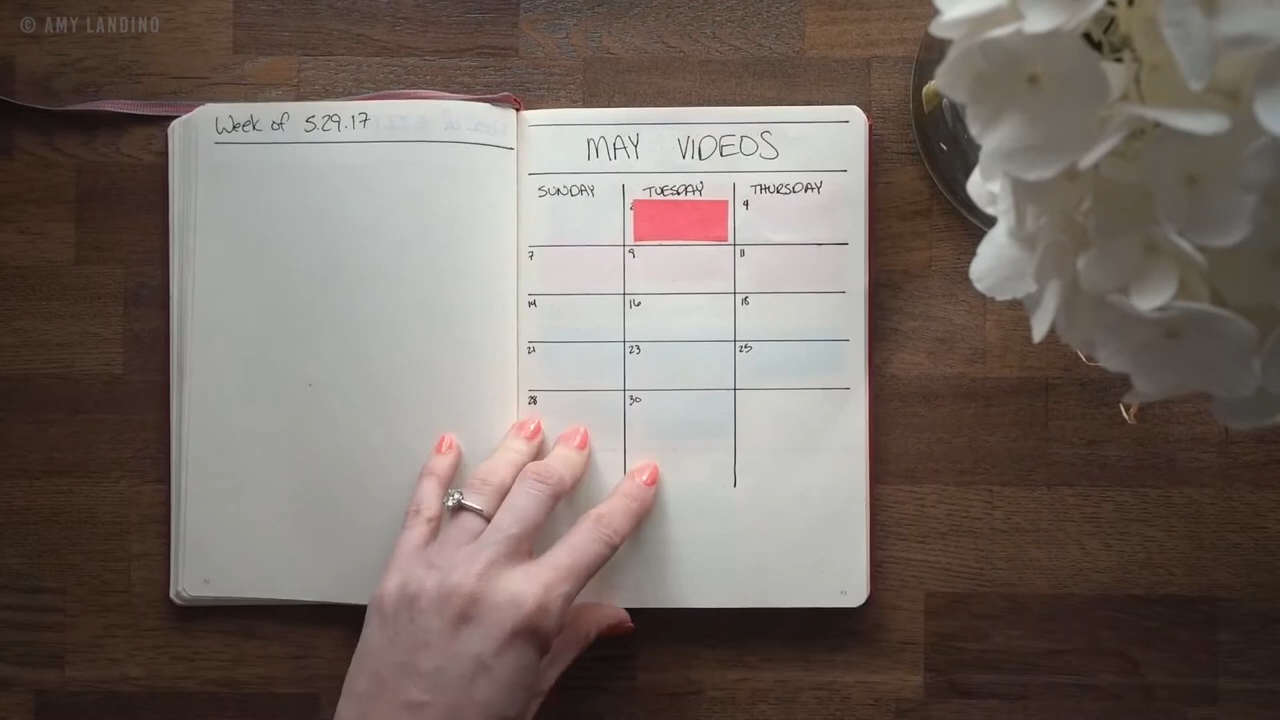 © AMY LANDINO
Week of 5.29.17
MAY VIDEOS
SUNDAY TUESDAY THURSDAY
2 4
7 9 11
14 16 18
21 23 25
28 30